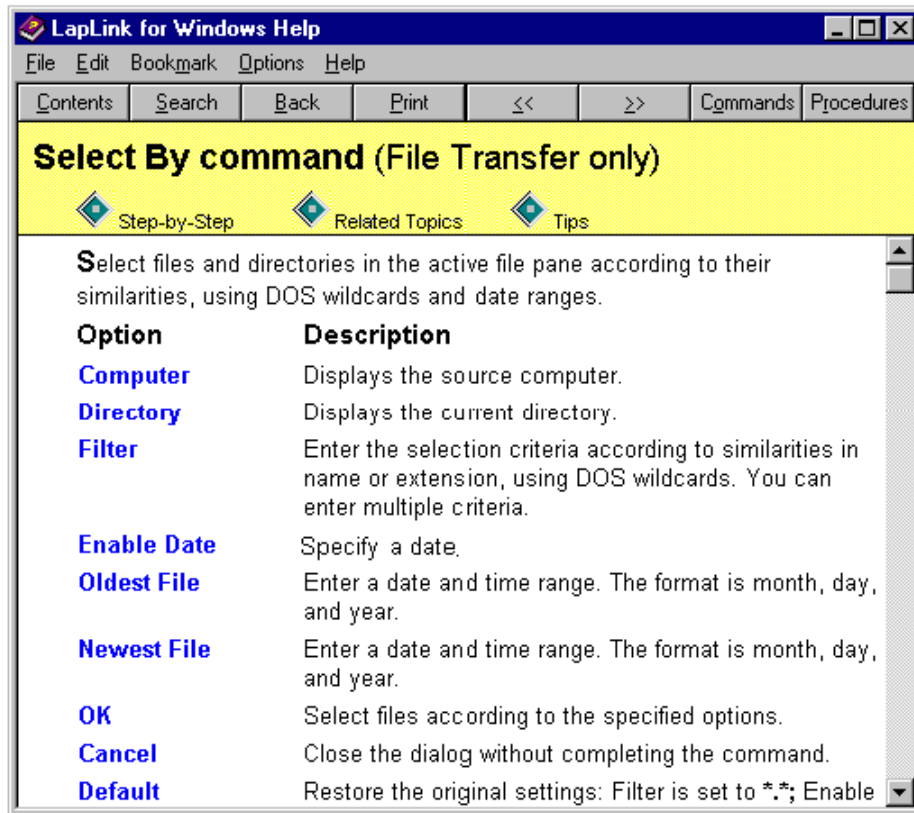 LapLink for Windows Help
File Edit Bookmark Options Help
Contents Search Back Print << >> Commands Procedures
Select By command (File Transfer only)
Step-by-Step Related Topics Tips
Select files and directories in the active file pane according to their
similarities, using DOS wildcards and date ranges.
Option Description
Computer Displays the source computer.
Directory Displays the current directory.
Filter Enter the selection criteria according to similarities in
name or extension, using DOS wildcards. You can
enter multiple criteria.
Enable Date Specify a date.
Oldest File Enter a date and time range. The format is month, day,
and year.
Newest File Enter a date and time range. The format is month, day,
and year.
OK Select files according to the specified options.
Cancel Close the dialog without completing the command.
Default Restore the original settings: Filter is set to *.*; Enable